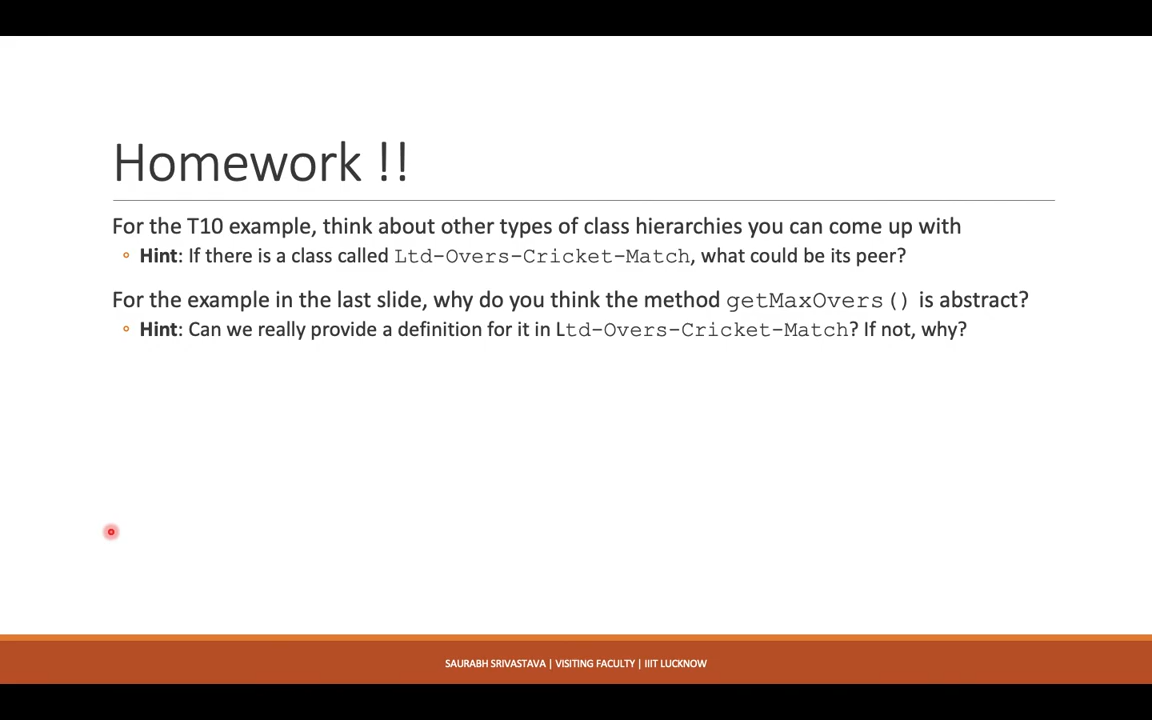 Homework !!
For the T10 example, think about other types of class hierarchies you can come up with
Hint: If there is a class called Ltd-Overs-Cricket-Match, what could be its peer?
For the example in the last slide, why do you think the method getMaxOvers() is abstract?
Hint: Can we really provide a definition for it in Ltd-Overs-Cricket-Match? If not, why?
SAURABH SRIVASTAVA | VISITING FACULTY | IIIT LUCKNOW